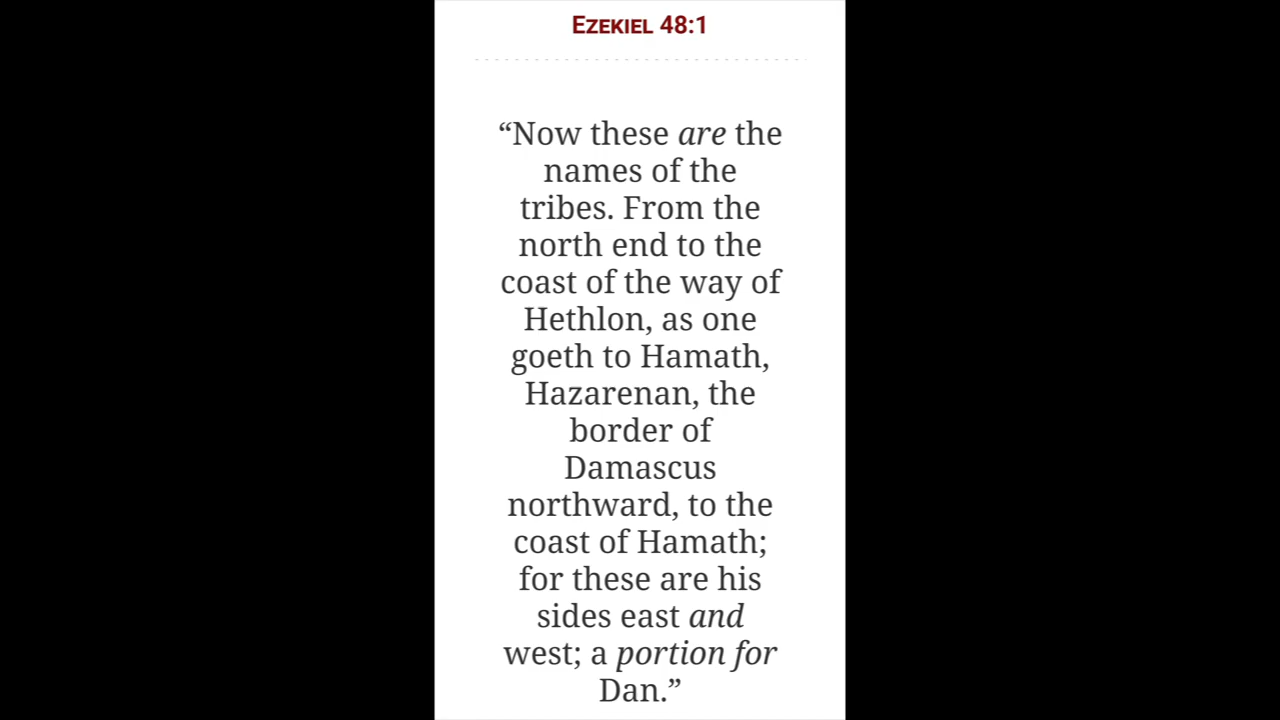 Ezekiel 48:1
“Now these are the
names of the
tribes. From the
north end to the
coast of the way of
Hethlon, as one
goeth to Hamath,
Hazarenan, the
border of
Damascus
northward, to the
coast of Hamath;
for these are his
sides east and
west; a portion for
Dan.”